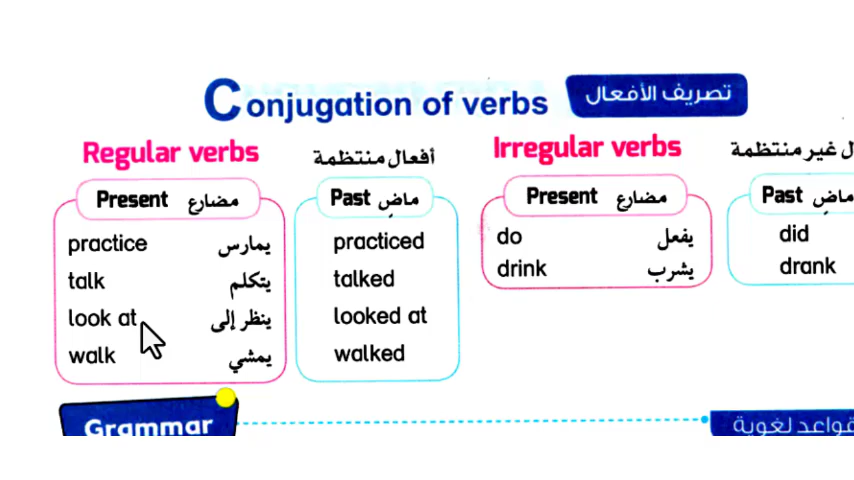 Conjugation of verbs تصريف الأفعال
Regular verbs أفعال منتظمة Irregular verbs غير منتظمة
Present مضارع Past ماضٍ Present مضارع Past ماضٍ
practice يمارس practiced do يفعل did
talk يتكلم talked drink يشرب drank
look at ينظر إلى looked at
walk يمشي walked
Grammar قواعد لغوية